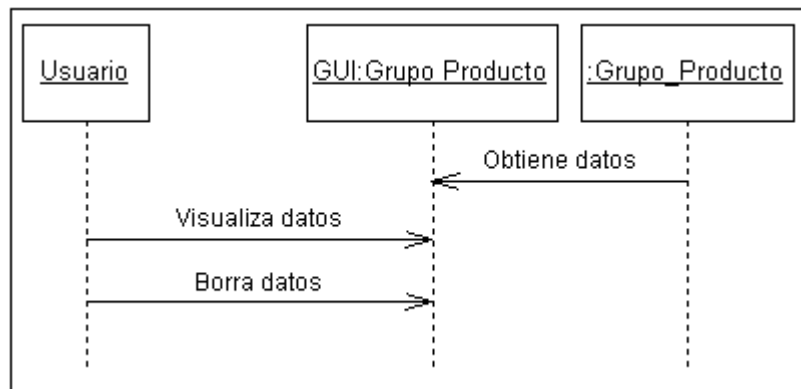 Usuario
GUI:Grupo Producto
:Grupo_Producto
Obtiene datos
Visualiza datos
Borra datos